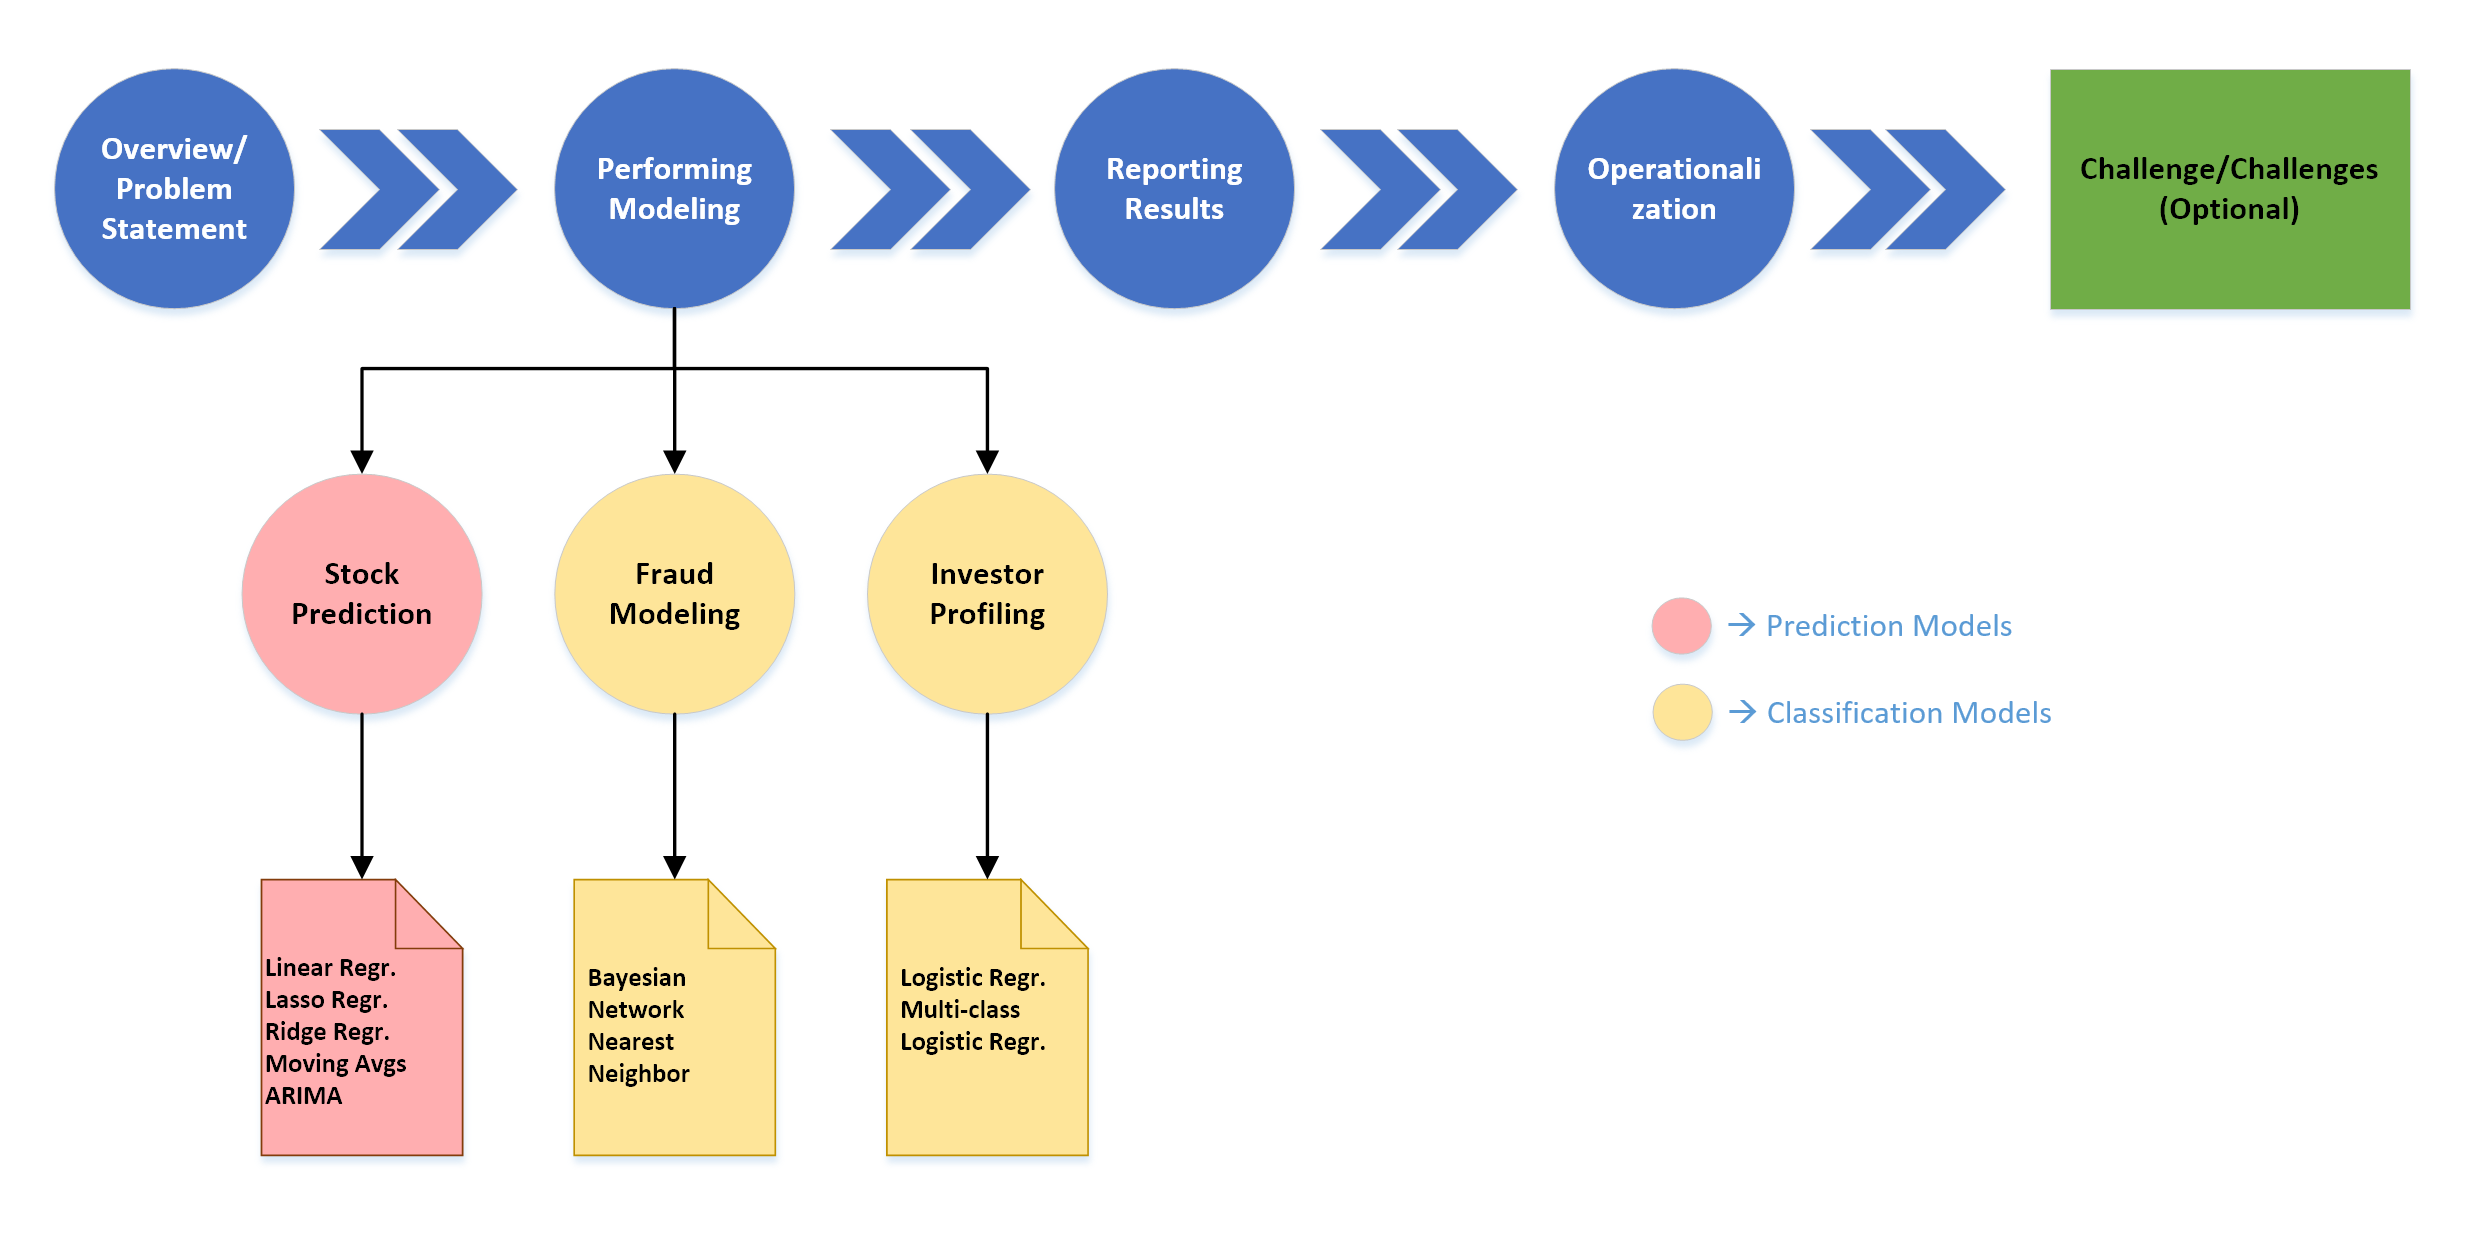 Overview/
Problem
Statement
Performing
Modeling
Reporting
Results
Operationali
zation
Challenge/Challenges
(Optional)
Stock
Prediction
Fraud
Modeling
Investor
Profiling
→ Prediction Models
→ Classification Models
Linear Regr.
Lasso Regr.
Ridge Regr.
Moving Avgs
ARIMA
Bayesian
Network
Nearest
Neighbor
Logistic Regr.
Multi-class
Logistic Regr.